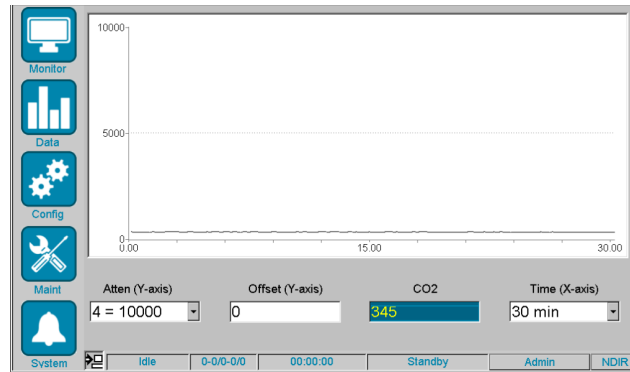 Monitor
Data
Config
Maint
System
10000
5000
0
0.00 15.00 30.00
Atten (Y-axis) Offset (Y-axis) CO2 Time (X-axis)
4 = 10000 0 345 30 min
Idle 0-0/0-0/0 00:00:00 Standby Admin NDIR